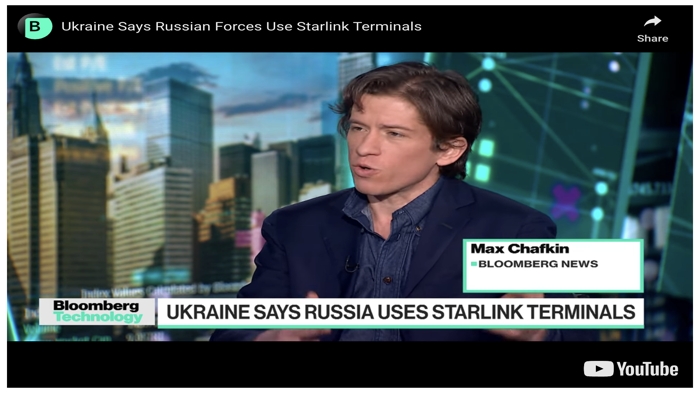 B
Ukraine Says Russian Forces Use Starlink Terminals
Share
Max Chafkin
BLOOMBERG NEWS
Bloomberg
Technology
UKRAINE SAYS RUSSIA USES STARLINK TERMINALS
YouTube